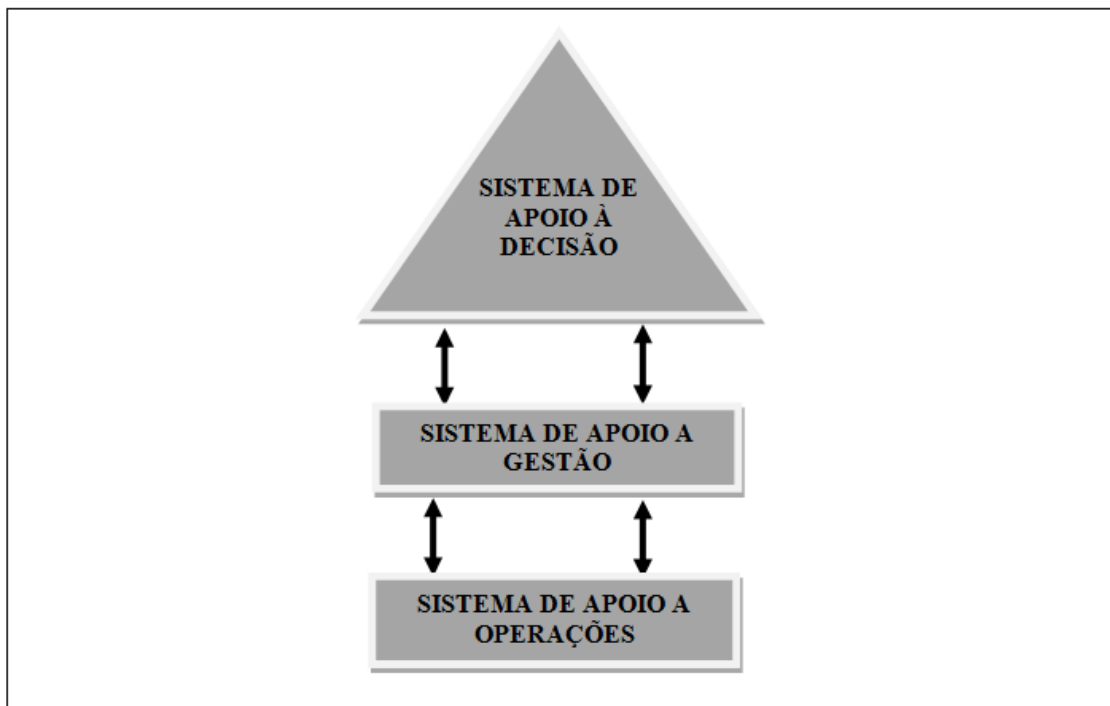 SISTEMA DE
APOIO À
DECISÃO
SISTEMA DE APOIO A
GESTÃO
SISTEMA DE APOIO A
OPERAÇÕES